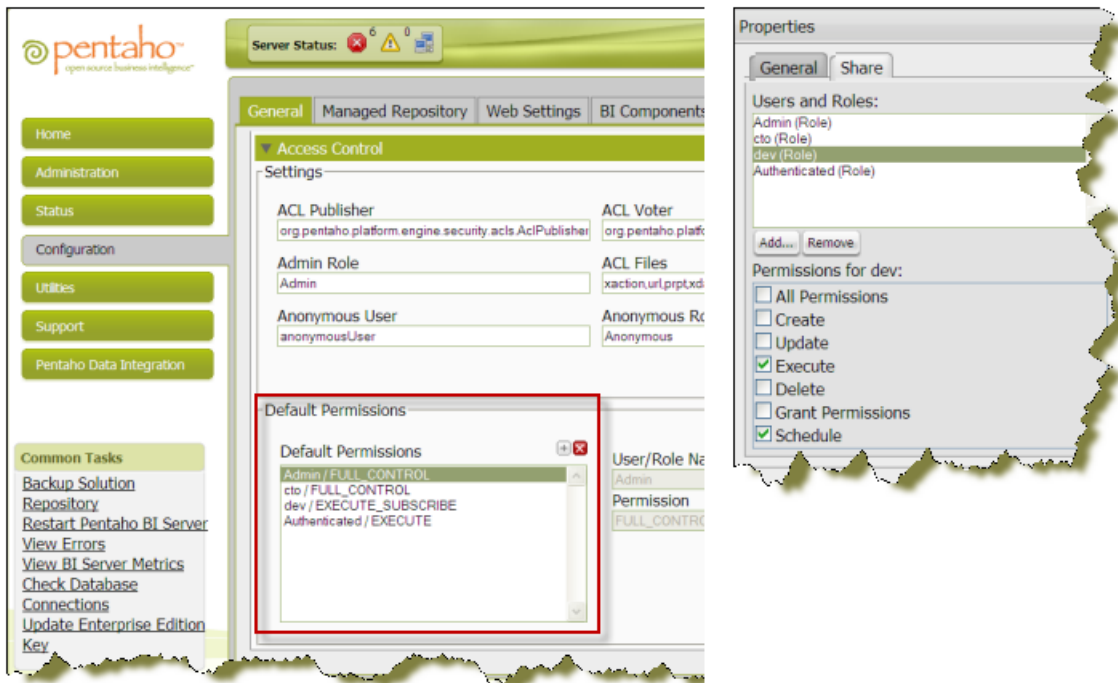 pentaho™
open source business intelligence™
Server Status: 6 0
Home
Administration
Status
Configuration
Utilities
Support
Pentaho Data Integration
Common Tasks
Backup Solution
Repository
Restart Pentaho BI Server
View Errors
View BI Server Metrics
Check Database
Connections
Update Enterprise Edition
Key
General Managed Repository Web Settings BI Components
Access Control
Settings
ACL Publisher ACL Voter
org.pentaho.platform.engine.security.acls.AclPublisher org.pentaho.platfo
Admin Role ACL Files
Admin xaction,url,prpt,xd
Anonymous User Anonymous Ro
anonymousUser Anonymous
Default Permissions
Default Permissions
Admin / FULL_CONTROL
cto / FULL_CONTROL
dev / EXECUTE_SUBSCRIBE
Authenticated / EXECUTE
User/Role Na
Admin
Permission
FULL_CONTRO
Properties
General Share
Users and Roles:
Admin (Role)
cto (Role)
dev (Role)
Authenticated (Role)
Add... Remove
Permissions for dev:
All Permissions
Create
Update
Execute
Delete
Grant Permissions
Schedule